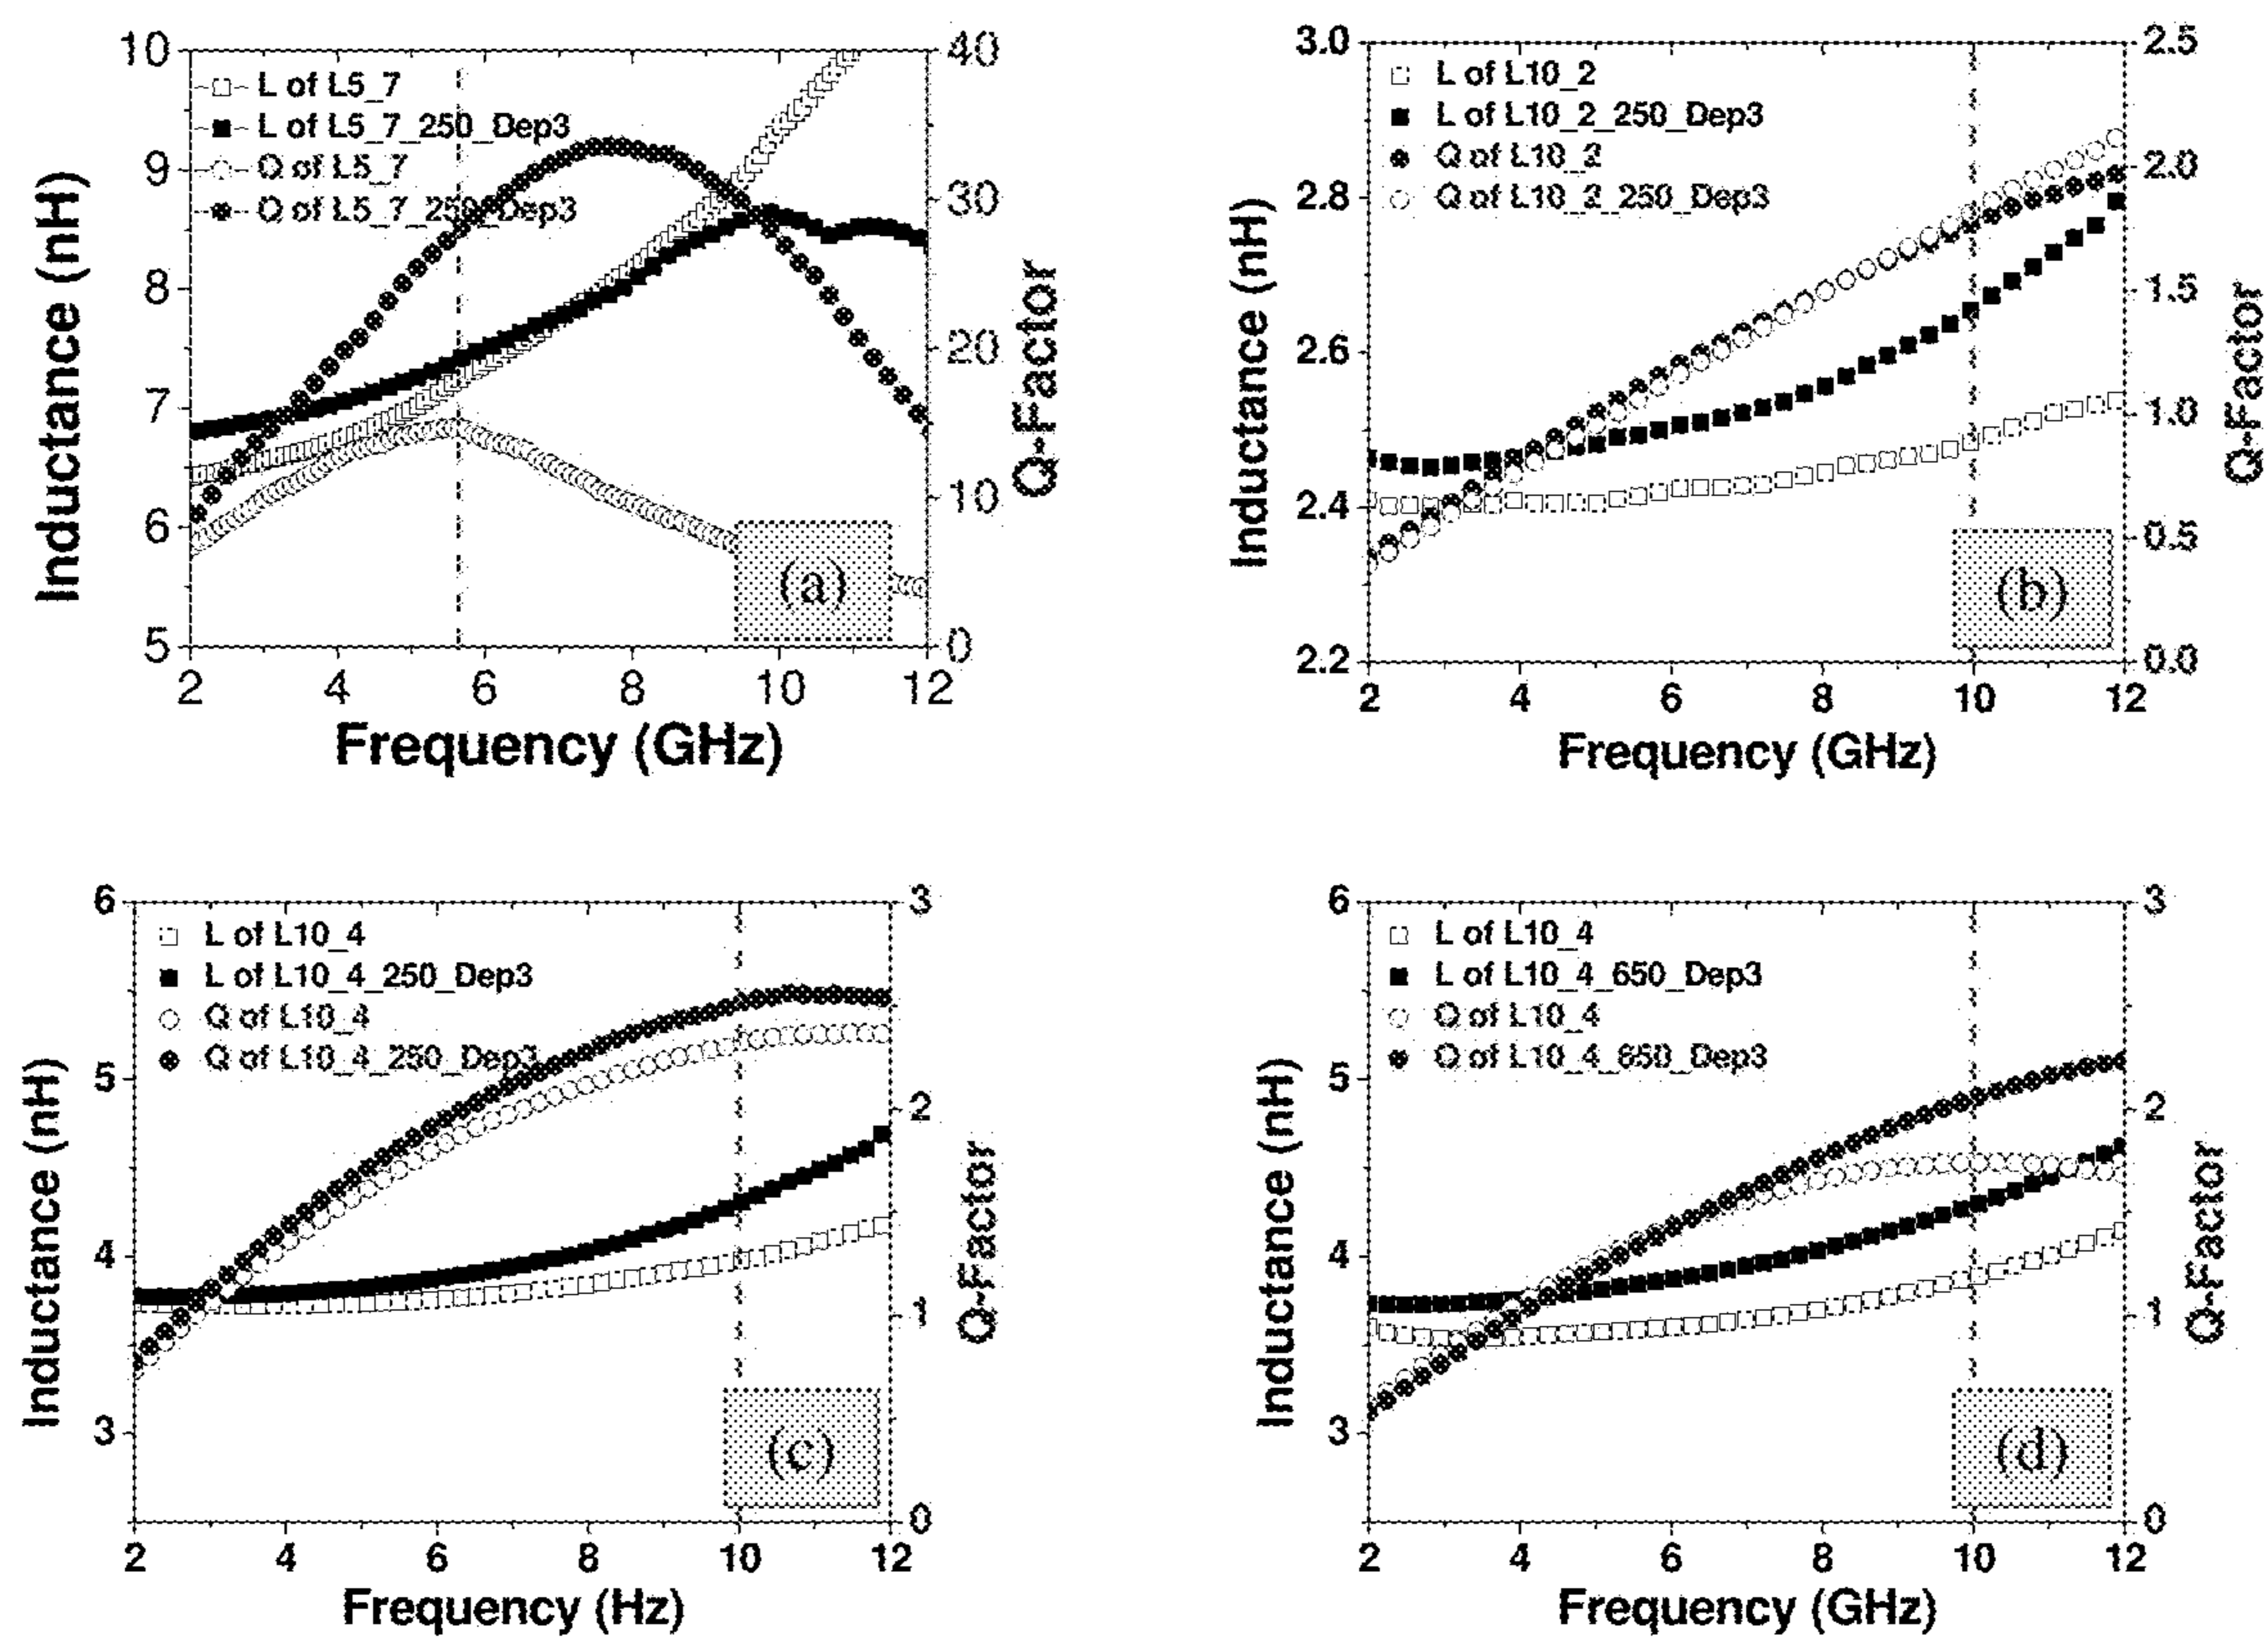 10
9
8
7
6
5
Inductance (nH)
L of L5_7
L of L5_7_250_Dep3
Q of L5_7
Q of L5_7_250_Dep3
40
30
20
10
0
Q-Factor
(a)
2 4 6 8 10 12
Frequency (GHz)
3.0
2.8
2.6
2.4
2.2
Inductance (nH)
L of L10_2
L of L10_2_250_Dep3
Q of L10_2
Q of L10_2_250_Dep3
2.5
2.0
1.5
1.0
0.5
0.0
Q-Factor
(b)
2 4 6 8 10 12
Frequency (GHz)
6
5
4
3
Inductance (nH)
L of L10_4
L of L10_4_250_Dep3
Q of L10_4
Q of L10_4_250_Dep3
3
2
1
0
Q-Factor
(c)
2 4 6 8 10 12
Frequency (Hz)
6
5
4
3
Inductance (nH)
L of L10_4
L of L10_4_650_Dep3
Q of L10_4
Q of L10_4_650_Dep3
3
2
1
0
Q-Factor
(d)
2 4 6 8 10 12
Frequency (GHz)